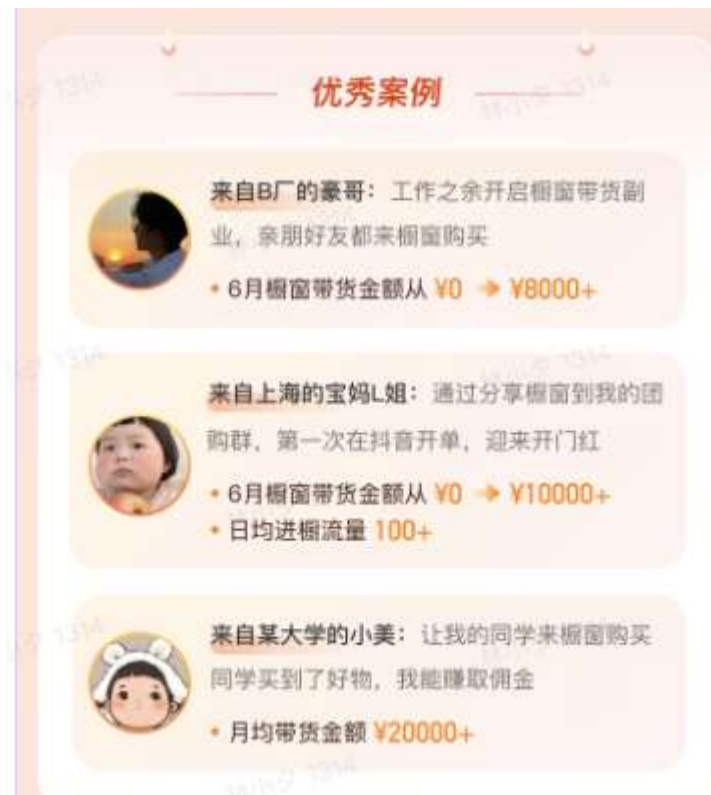 优秀案例
来自B厂的豪哥：工作之余开启橱窗带货副
业，亲朋好友都来橱窗购买
• 6月橱窗带货金额从 ¥0 → ¥8000+
来自上海的宝妈L姐：通过分享橱窗到我的团
购群，第一次在抖音开单，迎来开门红
• 6月橱窗带货金额从 ¥0 → ¥10000+
• 日均进橱流量 100+
来自某大学的小美：让我的同学来橱窗购买
同学买到了好物，我能赚取佣金
• 月均带货金额 ¥20000+